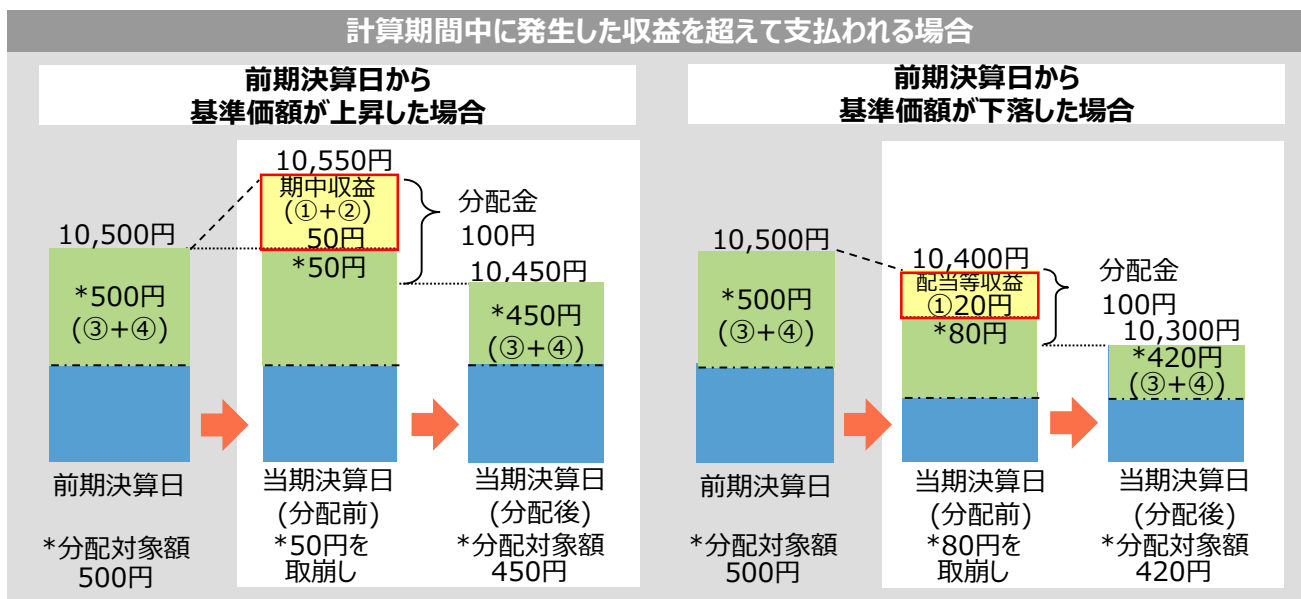 計算期間中に発生した収益を超えて支払われる場合
前期決算日から
基準価額が上昇した場合
10,550円
期中収益
(①+②)
50円
*50円
分配金
100円
10,500円
*500円
(③+④)
10,450円
*450円
(③+④)
前期決算日
当期決算日
(分配前)
当期決算日
(分配後)
*分配対象額
500円
*50円を
取崩し
*分配対象額
450円
前期決算日から
基準価額が下落した場合
10,500円
*500円
(③+④)
10,400円
配当等収益
①20円
*80円
分配金
100円
10,300円
*420円
(③+④)
前期決算日
当期決算日
(分配前)
当期決算日
(分配後)
*分配対象額
500円
*80円を
取崩し
*分配対象額
420円